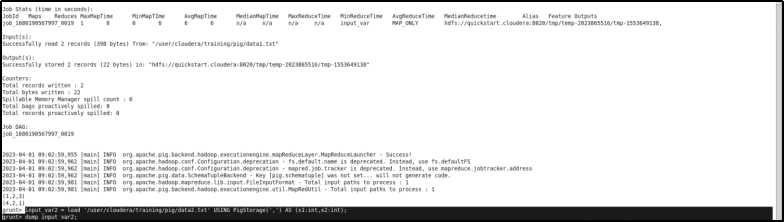 Job Stats (time in seconds):
JobId Maps Reduces MaxMapTime MinMapTIme AvgMapTime MedianMapTime MaxReduceTime MinReduceTime AvgReduceTime MedianReducetime Alias Feature Outputs
job_1680190567997_0019 1 0 6 6 6 6 n/a n/a n/a n/a input_var MAP_ONLY hdfs://quickstart.cloudera:8020/tmp/temp-2023865516/tmp-1553649138,
Input(s):
Successfully read 2 records (398 bytes) from: "/user/cloudera/training/pig/data1.txt"
Output(s):
Successfully stored 2 records (22 bytes) in: "hdfs://quickstart.cloudera:8020/tmp/temp-2023865516/tmp-1553649138"
Counters:
Total records written : 2
Total bytes written : 22
Spillable Memory Manager spill count : 0
Total bags proactively spilled: 0
Total records proactively spilled: 0
Job DAG:
job_1680190567997_0019
2023-04-01 09:02:59,955 [main] INFO org.apache.pig.backend.hadoop.executionengine.mapReduceLayer.MapReduceLauncher - Success!
2023-04-01 09:02:59,962 [main] INFO org.apache.hadoop.conf.Configuration.deprecation - fs.default.name is deprecated. Instead, use fs.defaultFS
2023-04-01 09:02:59,962 [main] INFO org.apache.hadoop.conf.Configuration.deprecation - mapred.job.tracker is deprecated. Instead, use mapreduce.jobtracker.address
2023-04-01 09:02:59,962 [main] INFO org.apache.pig.data.SchemaTupleBackend - Key [pig.schematuple] was not set... will not generate code.
2023-04-01 09:02:59,981 [main] INFO org.apache.hadoop.mapreduce.lib.input.FileInputFormat - Total input paths to process : 1
2023-04-01 09:02:59,981 [main] INFO org.apache.pig.backend.hadoop.executionengine.util.MapRedUtil - Total input paths to process : 1
(1,2,3)
(4,2,1)
grunt> input_var2 = load '/user/cloudera/training/pig/data2.txt' USING PigStorage(',') AS (x1:int,x2:int);
grunt> dump input_var2;